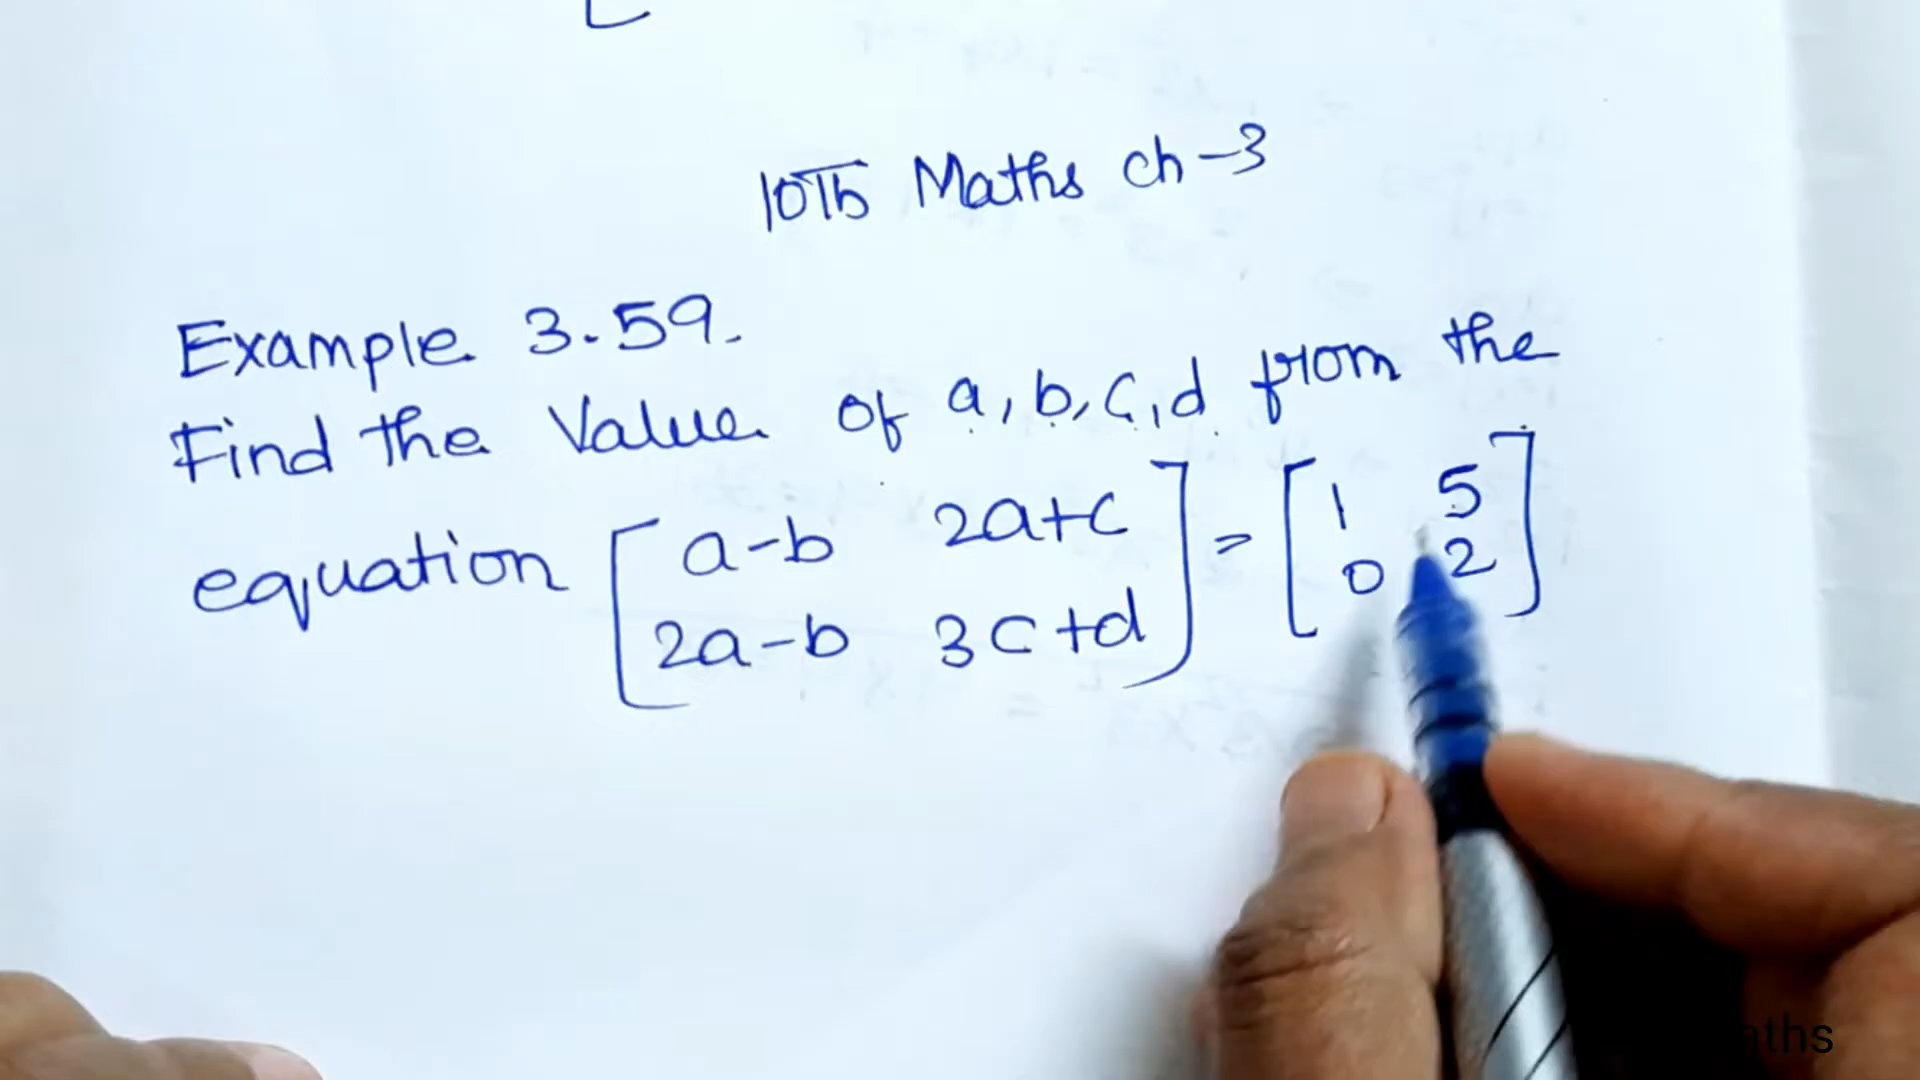 10Th Maths ch-3
Example 3.59.
Find the Value of a, b, c, d from the
equation [a-b 2a+c] = [1 5]
[2a-b 3c+d] [0 2]